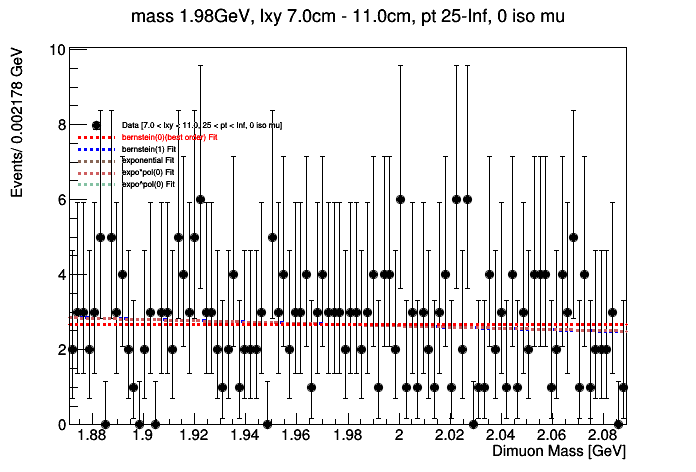 mass 1.98GeV, lxy 7.0cm - 11.0cm, pt 25-Inf, 0 iso mu
Events/ 0.002178 GeV
10
8
6
4
2
0
Data [7.0 < lxy < 11.0, 25 < pt < Inf, 0 iso mu]
bernstein(0)(best order) Fit
bernstein(1) Fit
exponential Fit
expo*pol(0) Fit
expo*pol(0) Fit
1.88 1.9 1.92 1.94 1.96 1.98 2 2.02 2.04 2.06 2.08
Dimuon Mass [GeV]